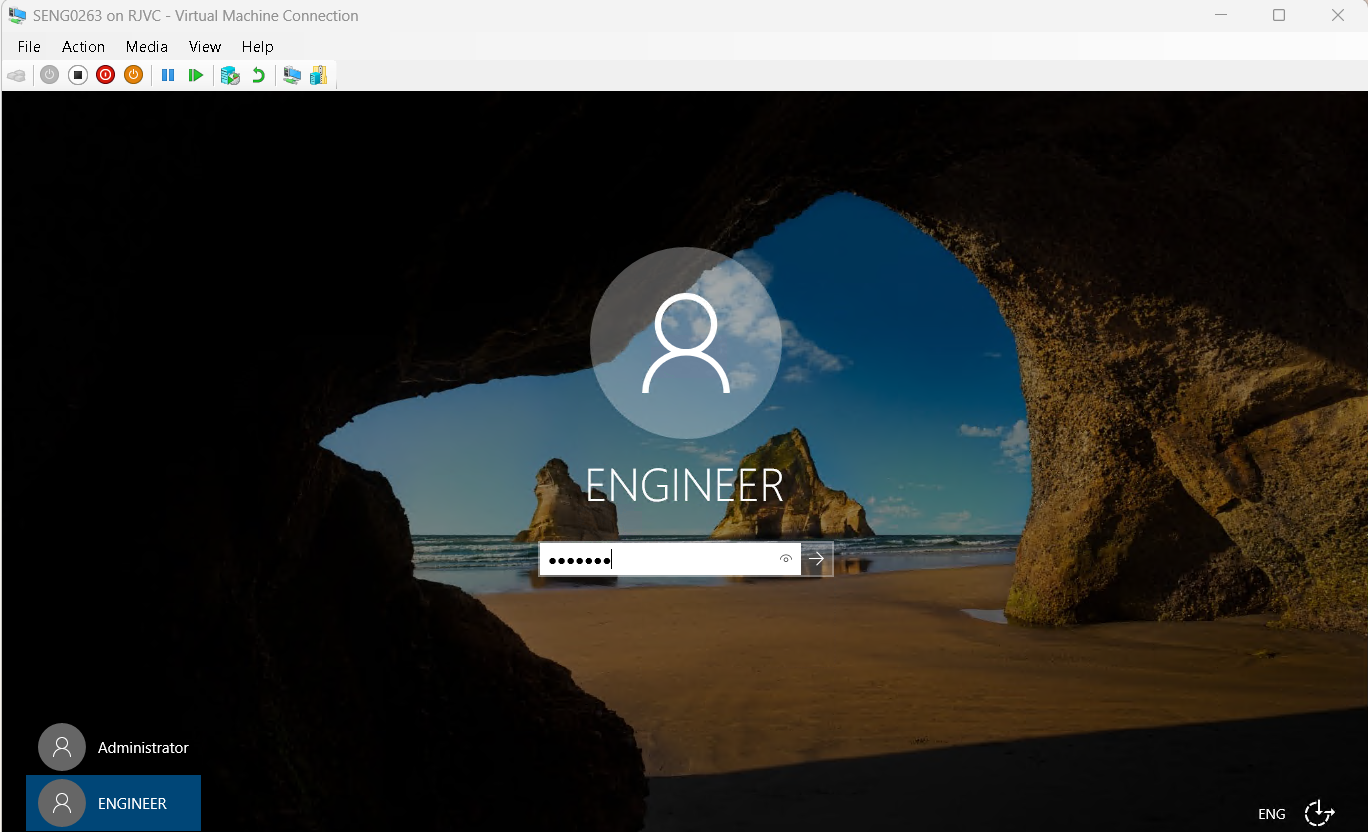 SENG0263 on RJVC - Virtual Machine Connection
File Action Media View Help
ENGINEER
•••••••
Administrator
ENGINEER
ENG